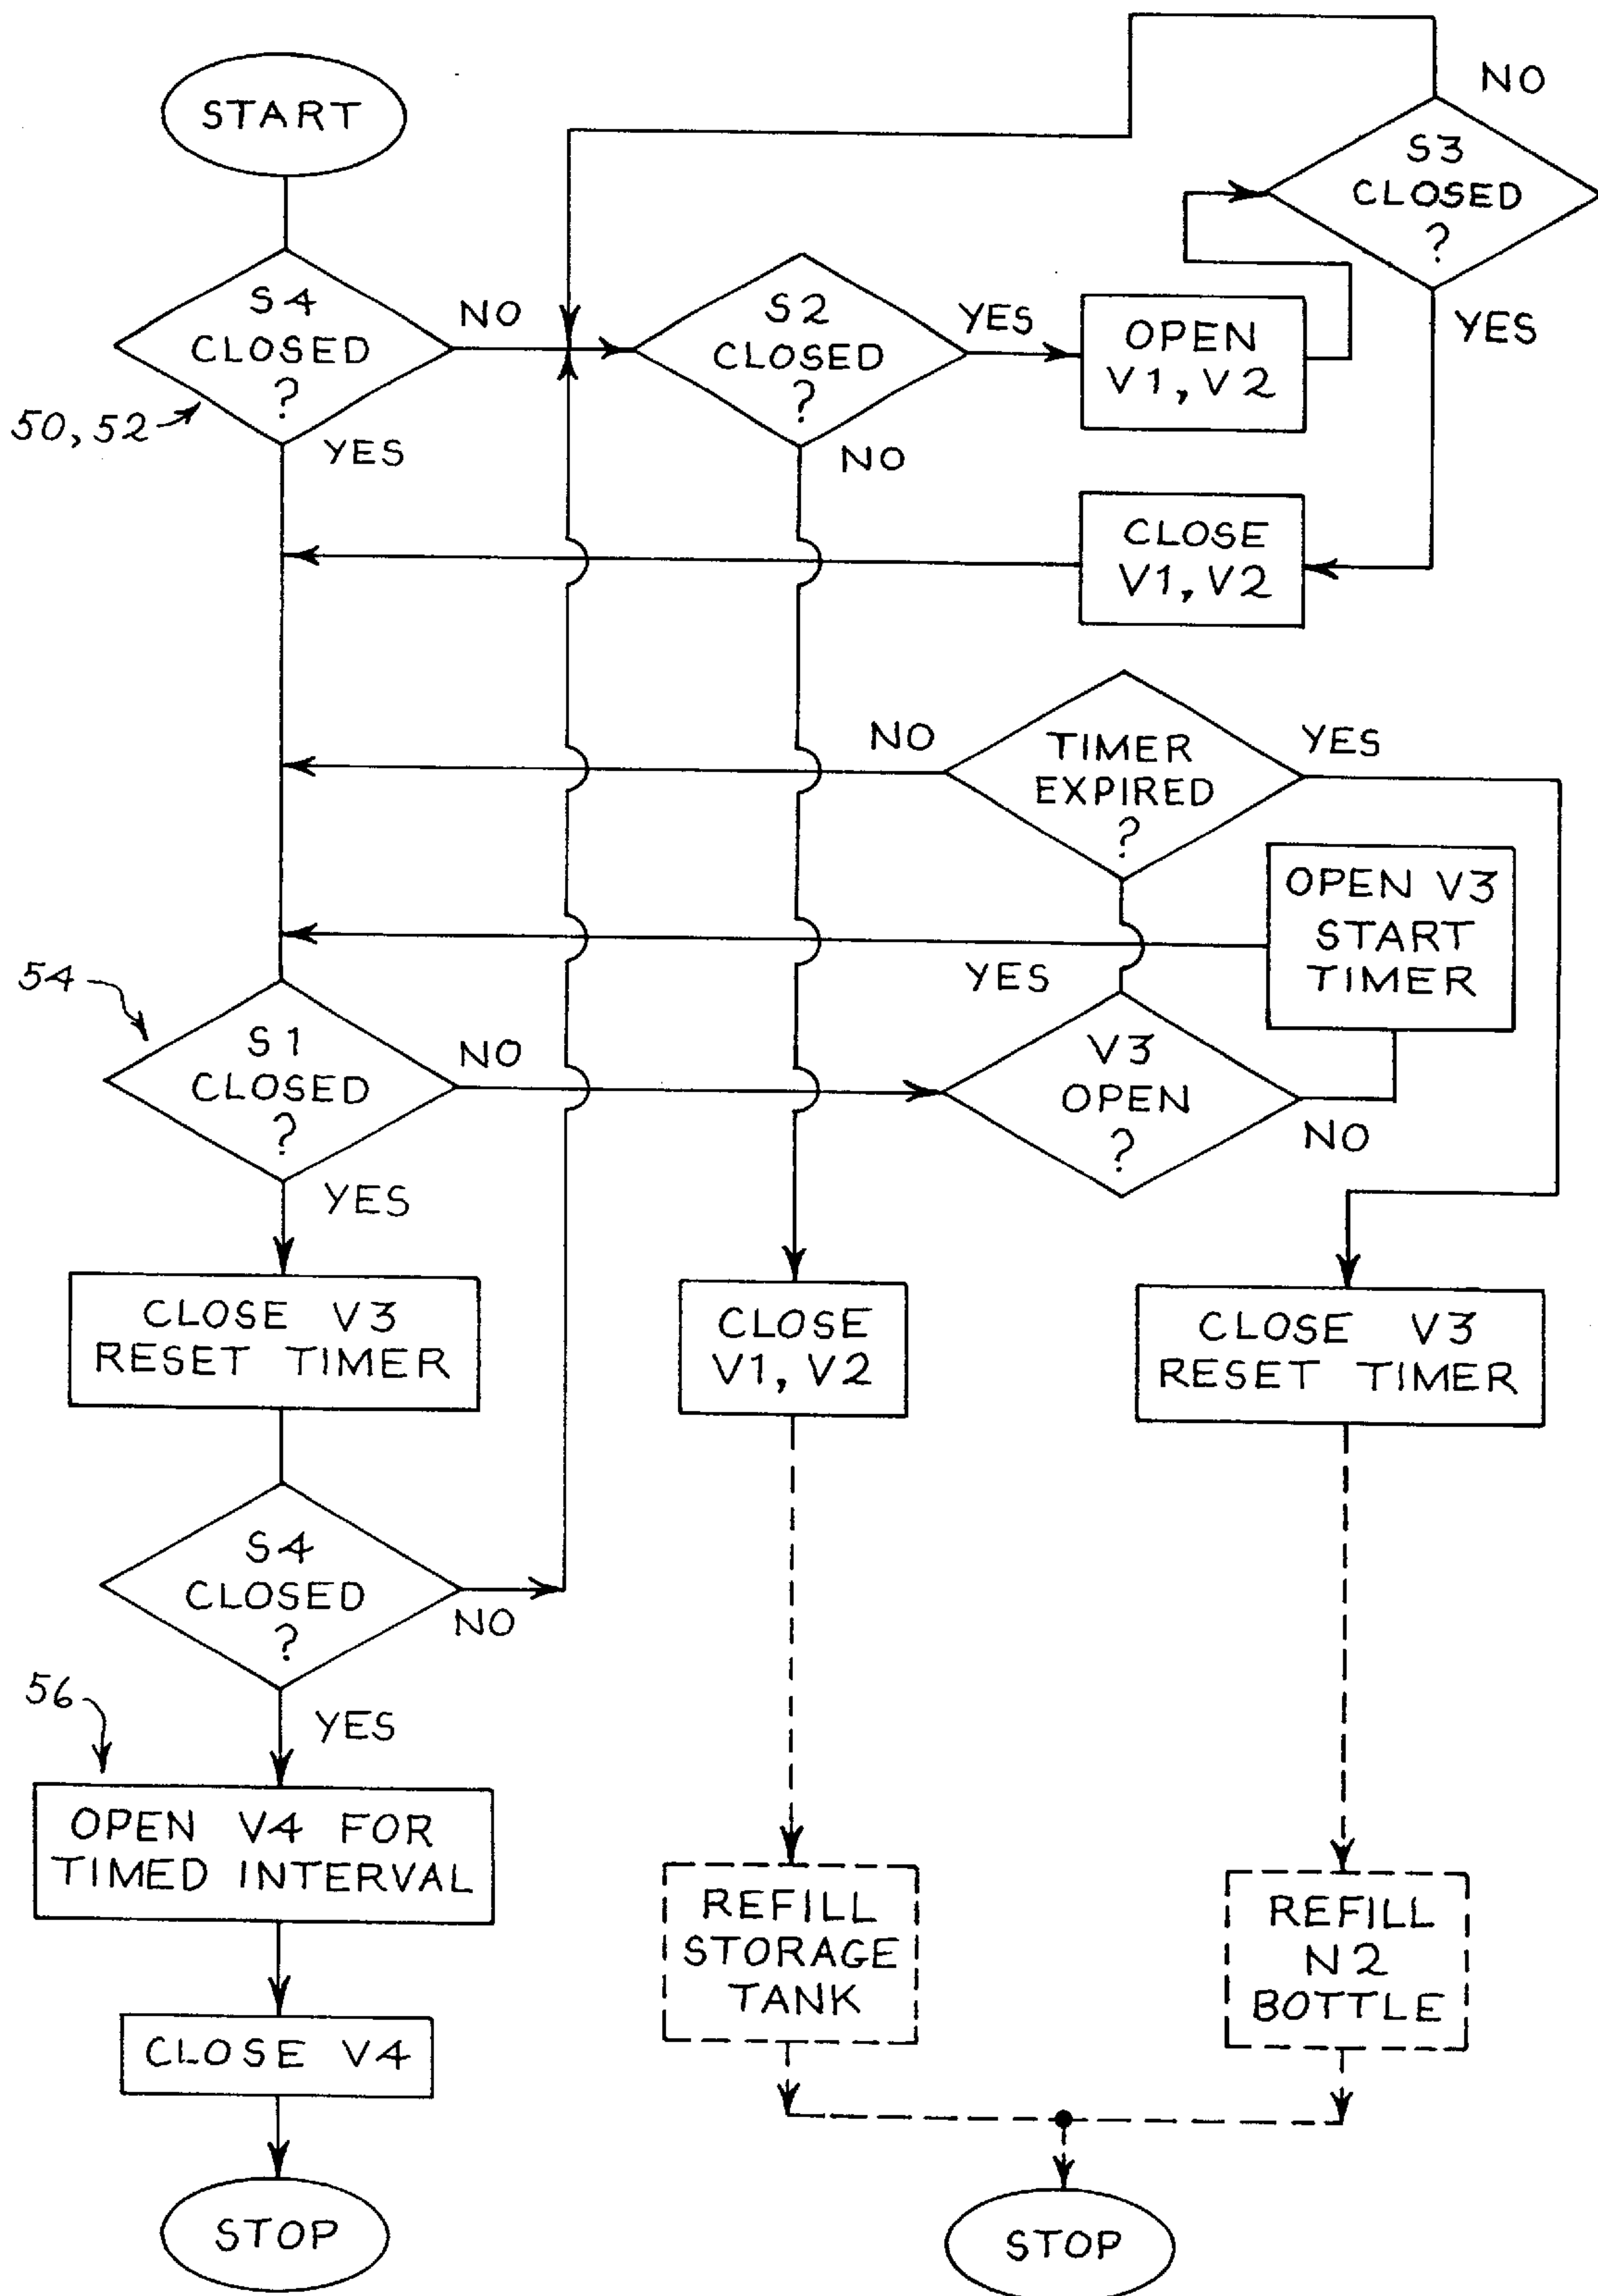 START
NO
S3
CLOSED
?
YES
S4
CLOSED
?
NO
50, 52
YES
S2
CLOSED
?
YES
NO
OPEN
V1, V2
CLOSE
V1, V2
NO
TIMER
EXPIRED
?
YES
OPEN V3
START
TIMER
YES
54
S1
CLOSED
?
NO
V3
OPEN
?
NO
YES
CLOSE V3
RESET TIMER
CLOSE
V1, V2
CLOSE V3
RESET TIMER
S4
CLOSED
?
NO
56
YES
OPEN V4 FOR
TIMED INTERVAL
REFILL
STORAGE
TANK
REFILL
N2
BOTTLE
CLOSE V4
STOP
STOP